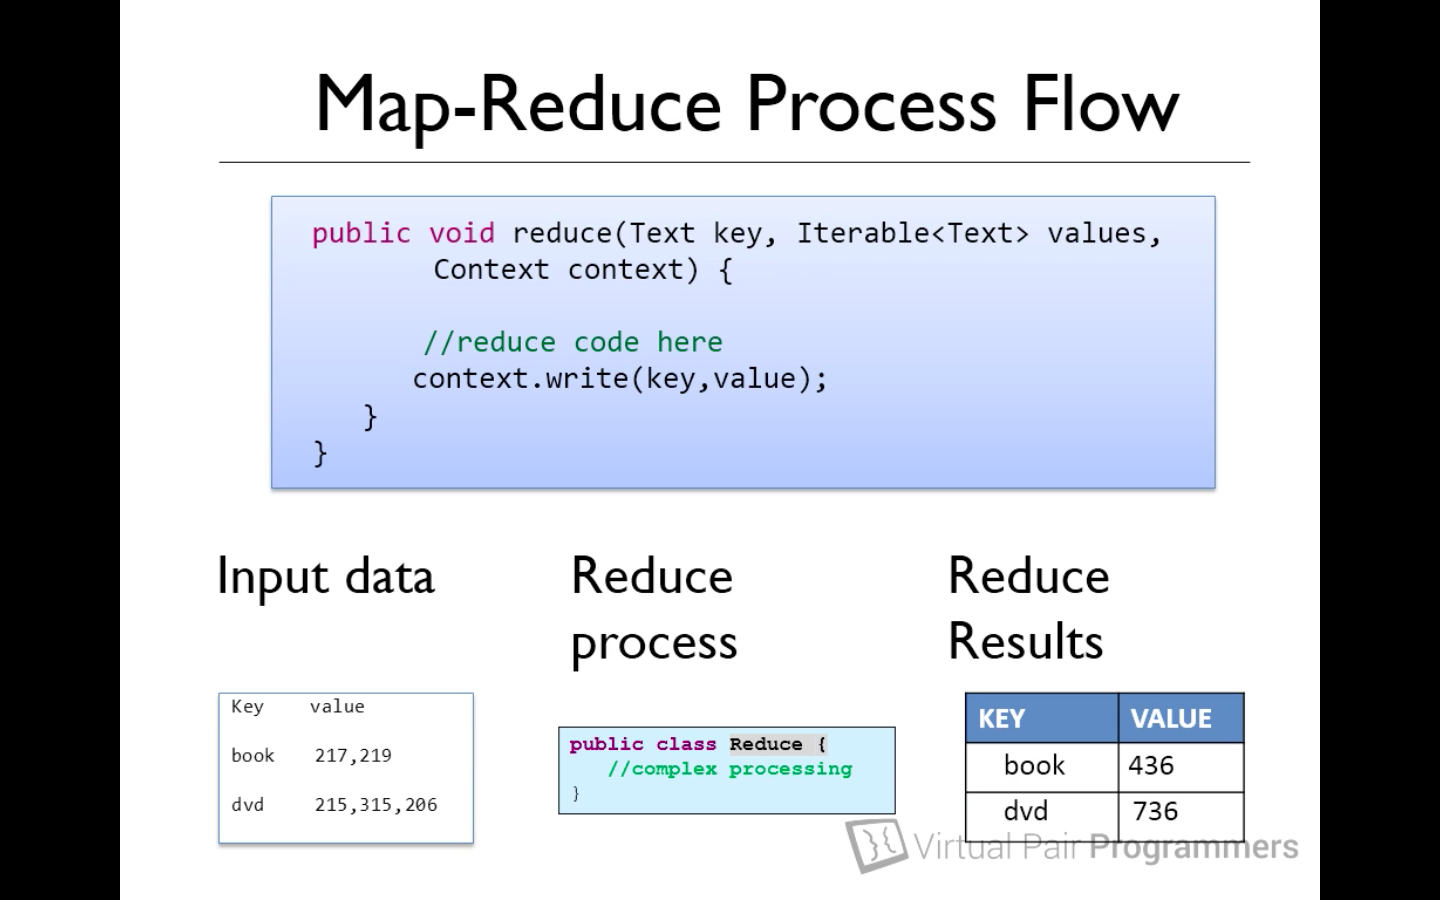 Map-Reduce Process Flow
public void reduce(Text key, Iterable<Text> values,
Context context) {
//reduce code here
context.write(key,value);
}
}
Input data
Key value
book 217,219
dvd 215,315,206
Reduce
process
public class Reduce {
//complex processing
}
Reduce
Results
KEY VALUE
book 436
dvd 736
Virtual Pair Programmers